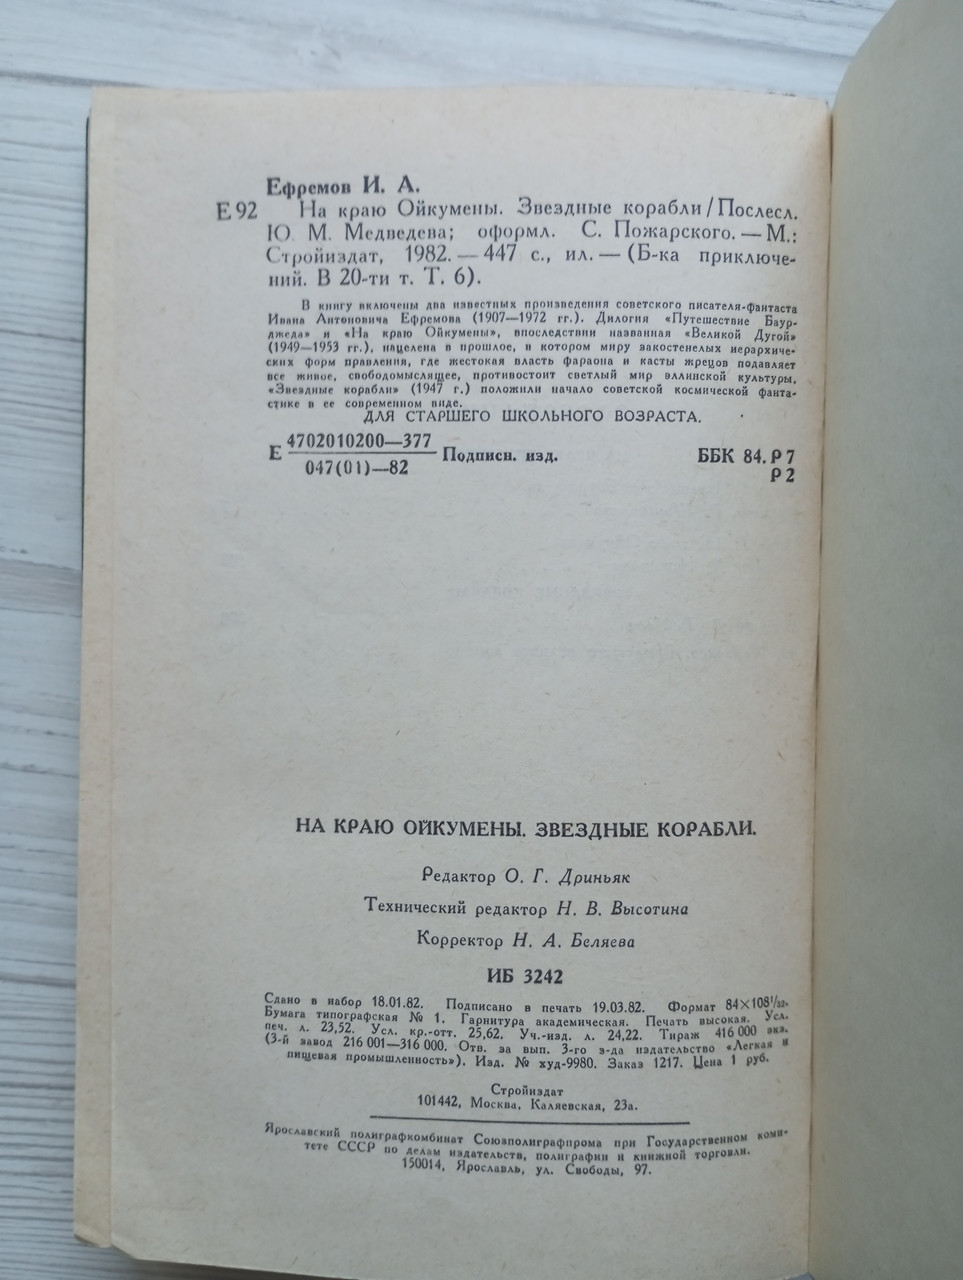 Ефремов И. А.
Е 92 На краю Ойкумены. Звездные корабли / Послесл.
Ю. М. Медведева; оформл. С. Пожарского. — М.:
Стройиздат, 1982. — 447 с., ил. — (Б-ка приключе-
ний. В 20-ти т. Т. 6).
В книгу включены два известных произведения советского писателя-фантаста
Ивана Антоновича Ефремова (1907—1972 гг.). Дилогия «Путешествие Баур-
джеда» и «На краю Ойкумены», впоследствии названная «Великой Дугой»
(1949—1953 гг.), нацелена в прошлое, в котором миру закостенелых иерархиче-
ских форм правления, где жестокая власть фараона и касты жрецов подавляет
все живое, свободомыслящее, противостоит светлый мир эллинской культуры.
«Звездные корабли» (1947 г.) положили начало советской космической фанта-
стике в ее современном виде.
ДЛЯ СТАРШЕГО ШКОЛЬНОГО ВОЗРАСТА.
Е 4702010200—377
047(01)—82 Подписн. изд. ББК 84.Р7
Р2
НА КРАЮ ОЙКУМЕНЫ. ЗВЕЗДНЫЕ КОРАБЛИ.
Редактор О. Г. Дриньяк
Технический редактор Н. В. Высотина
Корректор Н. А. Беляева
ИБ 3242
Сдано в набор 18.01.82. Подписано в печать 19.03.82. Формат 84×108 1/32.
Бумага типографская № 1. Гарнитура академическая. Печать высокая. Усл.
печ. л. 23,52. Усл. кр.-отт. 25,62. Уч.-изд. л. 24,22. Тираж 416 000 экз.
(3-й завод 216 001—316 000. Отв. за вып. 3-го з-да издательство «Легкая и
пищевая промышленность»). Изд. № худ-9980. Заказ 1217. Цена 1 руб.
Стройиздат
101442, Москва, Каляевская, 23а.
Ярославский полиграфкомбинат Союзполиграфпрома при Государственном коми-
тете СССР по делам издательств, полиграфии и книжной торговли.
150014, Ярославль, ул. Свободы, 97.